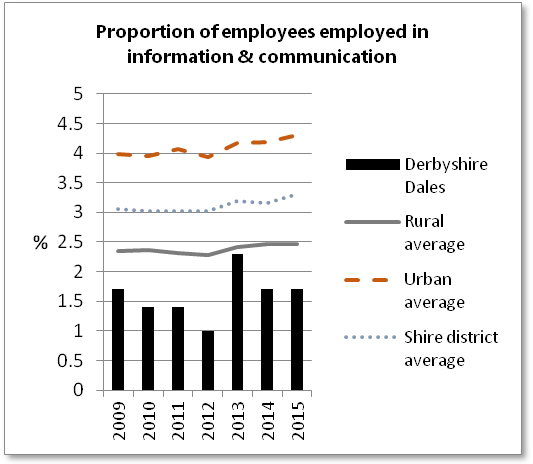 Proportion of employees employed in
information & communication
5
4.5
4
3.5
3
2.5
2
1.5
1
0.5
0
%
2009
2010
2011
2012
2013
2014
2015
Derbyshire
Dales
Rural
average
Urban
average
Shire district
average